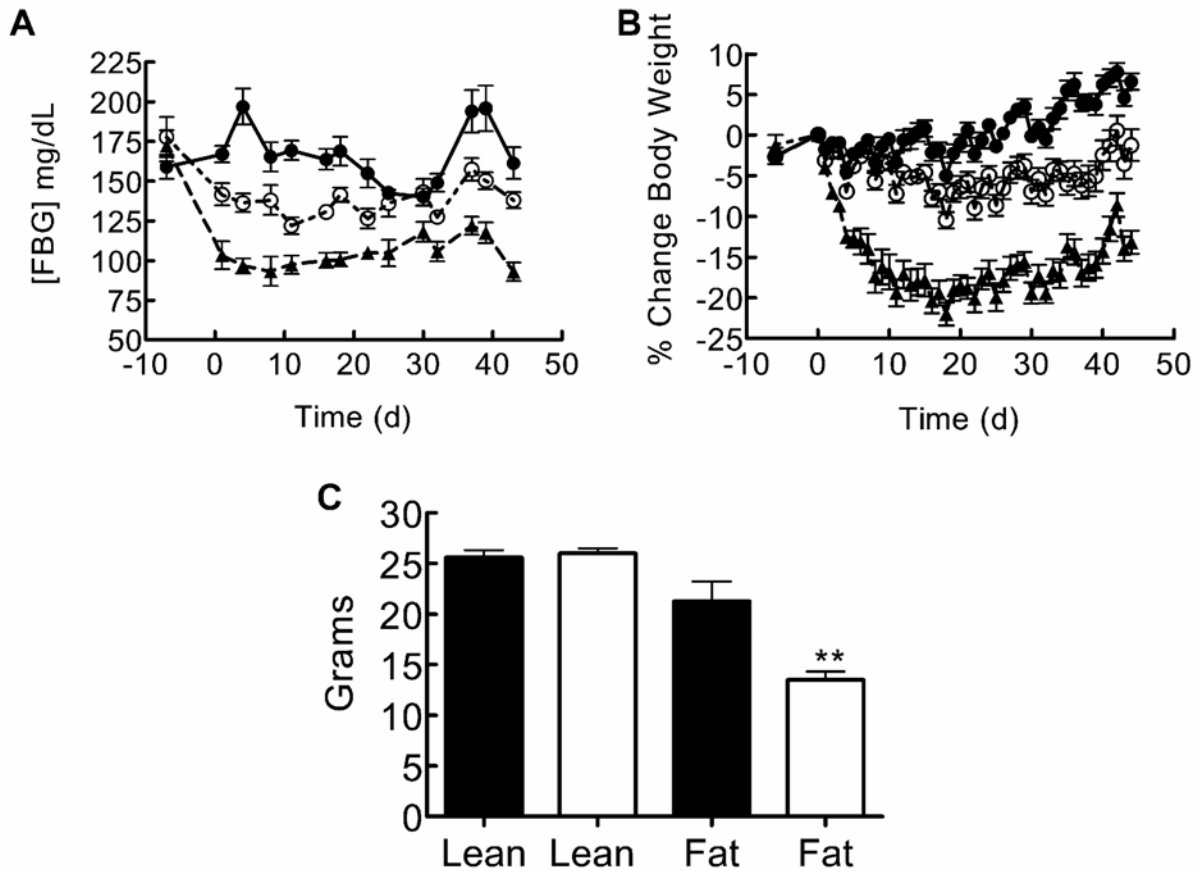 A
[FBG] mg/dL
225
200
175
150
125
100
75
50
-10 0 10 20 30 40 50
Time (d)
B
% Change Body Weight
10
5
0
-5
-10
-15
-20
-25
-10 0 10 20 30 40 50
Time (d)
C
Grams
30
25
20
15
10
5
0
**
Lean Lean Fat Fat